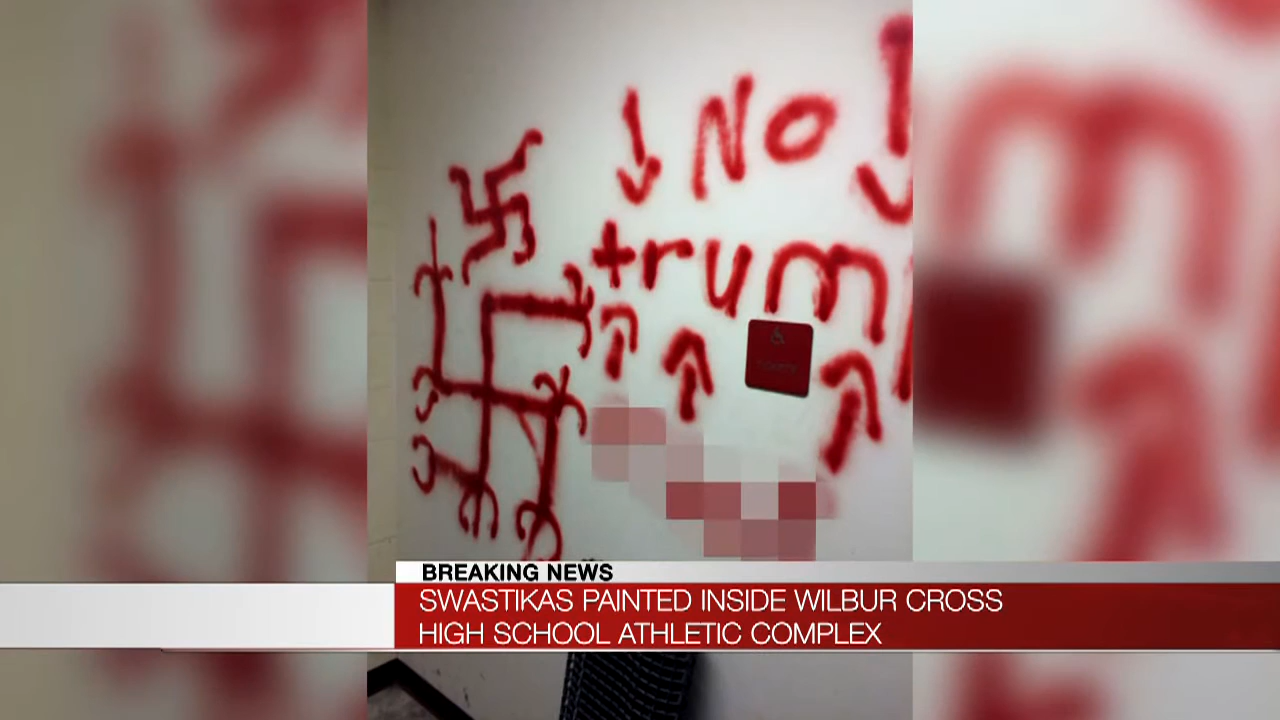 No
trum
BREAKING NEWS
SWASTIKAS PAINTED INSIDE WILBUR CROSS
HIGH SCHOOL ATHLETIC COMPLEX